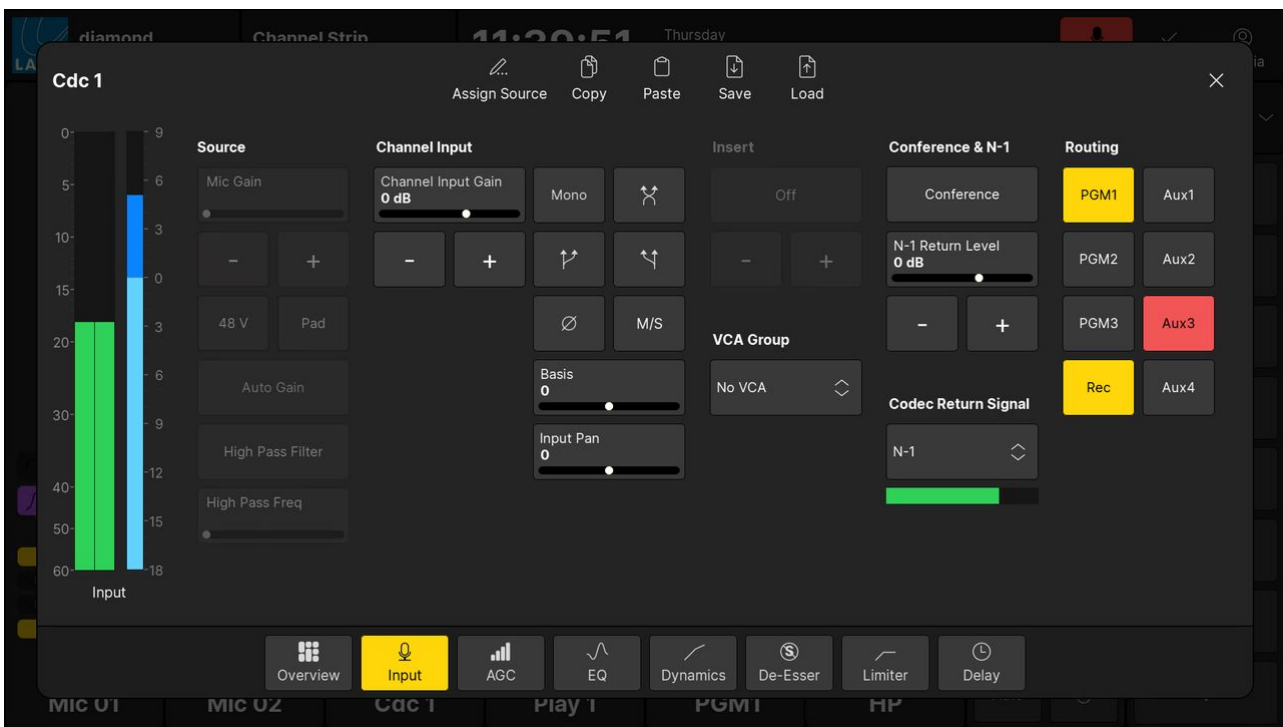 diamond
Channel Strip
11:39:51
Thursday
LA
Cdc 1
Assign Source
Copy
Paste
Save
Load
0
5
10
15
20
30
40
50
60
9
6
3
0
3
6
9
12
15
18
Input
Source
Mic Gain
-
+
48 V
Pad
Auto Gain
High Pass Filter
High Pass Freq
Channel Input
Channel Input Gain
0 dB
-
+
Mono
Ø
M/S
Basis
0
Input Pan
0
Insert
Off
-
+
VCA Group
No VCA
Conference & N-1
Conference
N-1 Return Level
0 dB
-
+
Codec Return Signal
N-1
Routing
PGM1
Aux1
PGM2
Aux2
PGM3
Aux3
Rec
Aux4
Overview
Input
AGC
EQ
Dynamics
De-Esser
Limiter
Delay
Mic 01
Mic 02
Cdc 1
Play 1
PGM1
HP